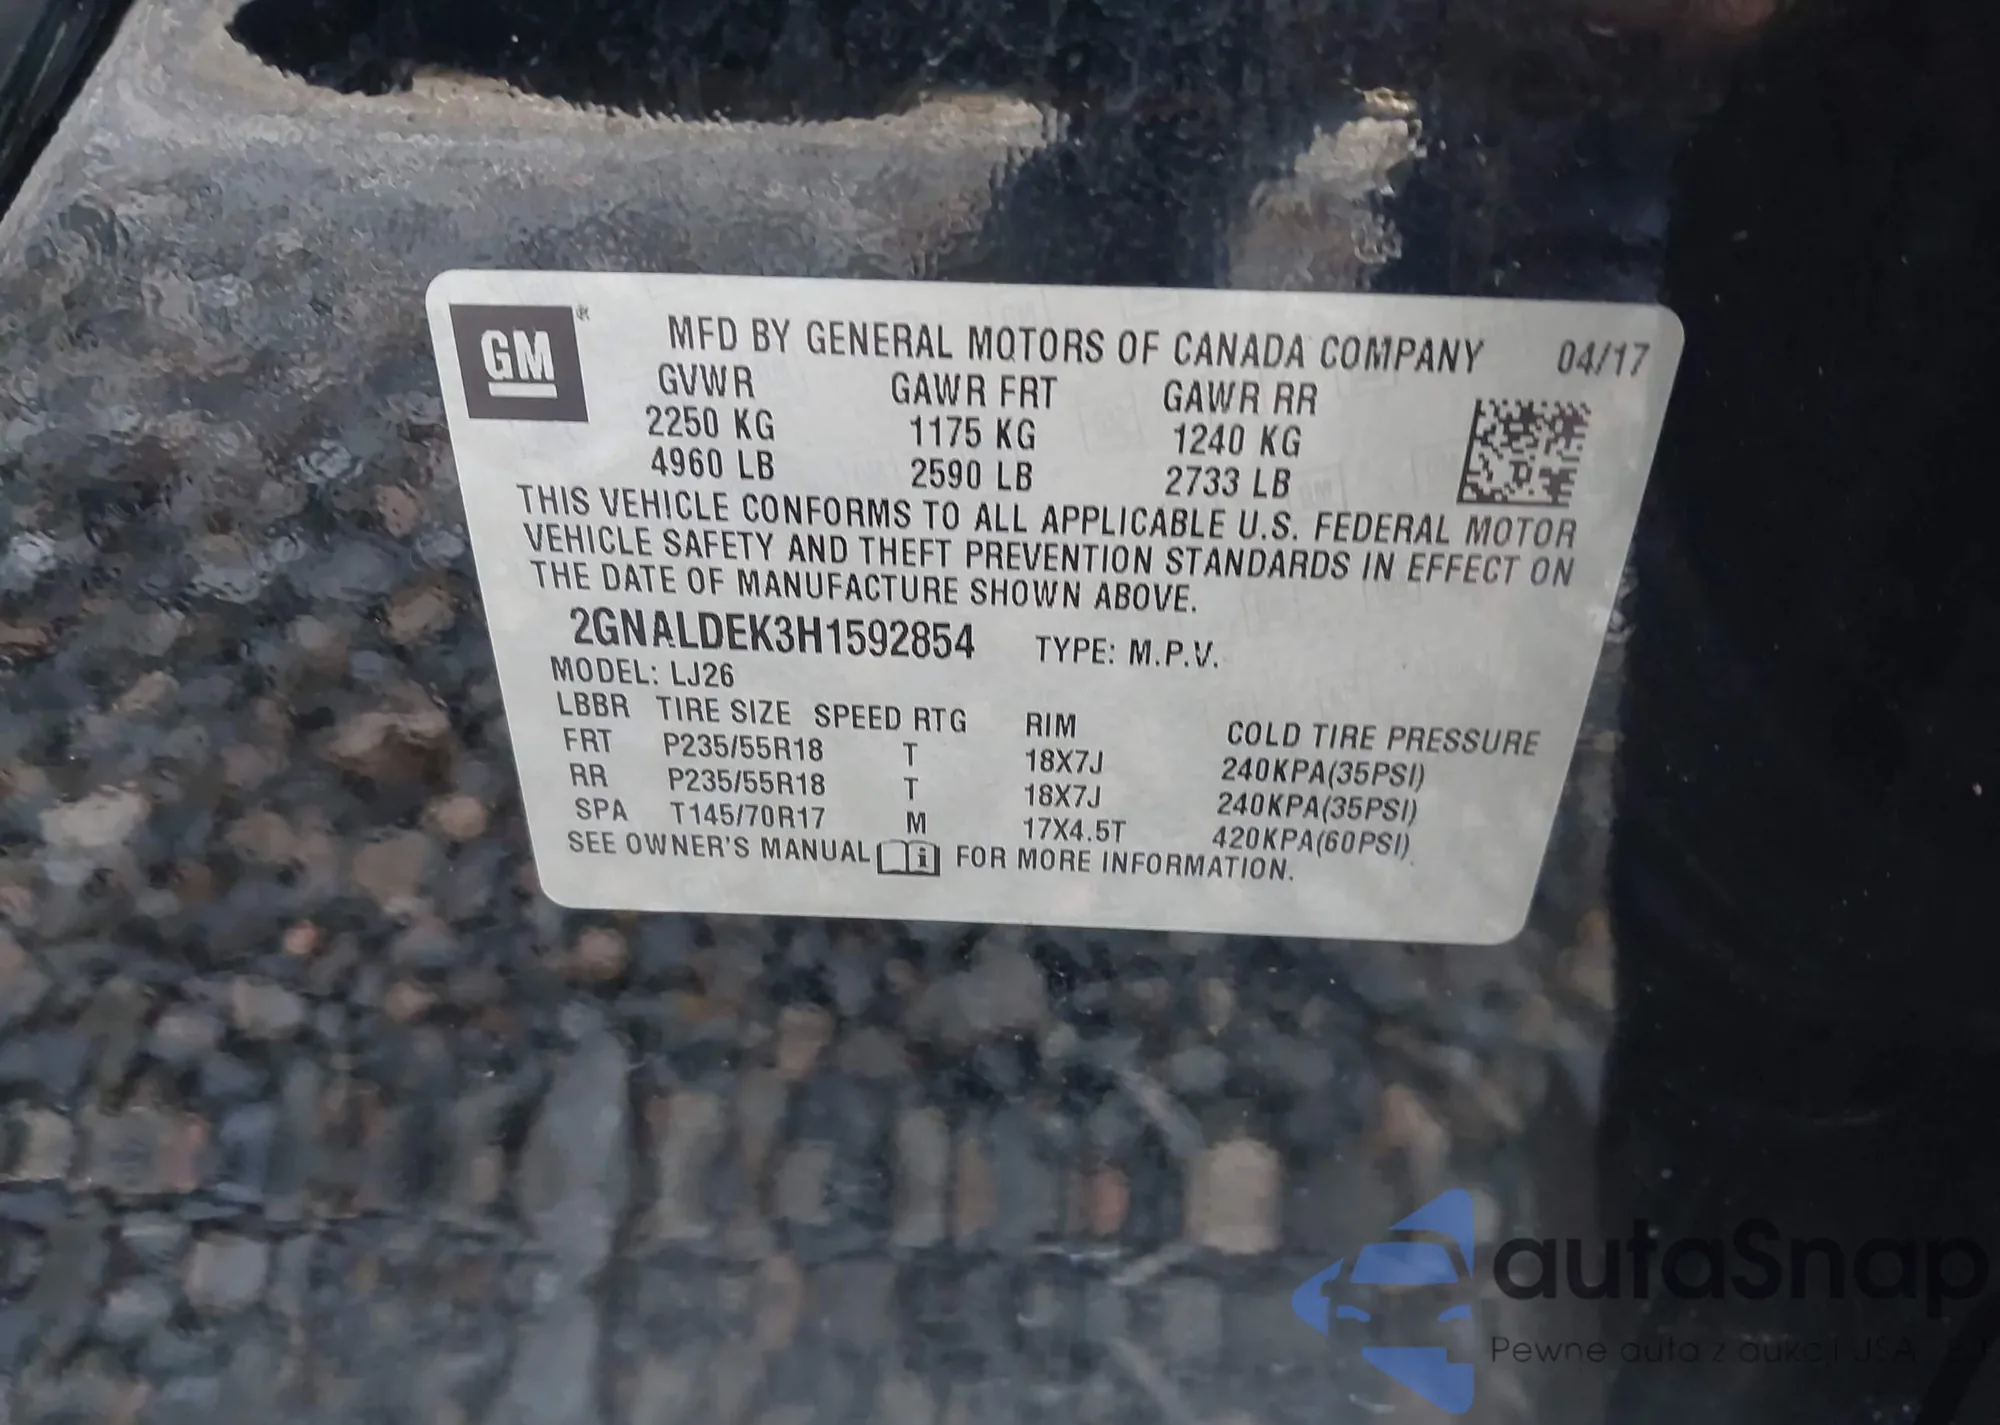 GM
MFD BY GENERAL MOTORS OF CANADA COMPANY 04/17
GVWR GAWR FRT GAWR RR
2250 KG 1175 KG 1240 KG
4960 LB 2590 LB 2733 LB
THIS VEHICLE CONFORMS TO ALL APPLICABLE U.S. FEDERAL MOTOR
VEHICLE SAFETY AND THEFT PREVENTION STANDARDS IN EFFECT ON
THE DATE OF MANUFACTURE SHOWN ABOVE.
2GNALDEK3H1592854 TYPE: M.P.V.
MODEL: LJ26
LBBR TIRE SIZE SPEED RTG RIM COLD TIRE PRESSURE
FRT P235/55R18 T 18X7J 240KPA(35PSI)
RR P235/55R18 T 18X7J 240KPA(35PSI)
SPA T145/70R17 M 17X4.5T 420KPA(60PSI)
SEE OWNER'S MANUAL i FOR MORE INFORMATION.
autaSnap
Pewne auta z aukcji USA